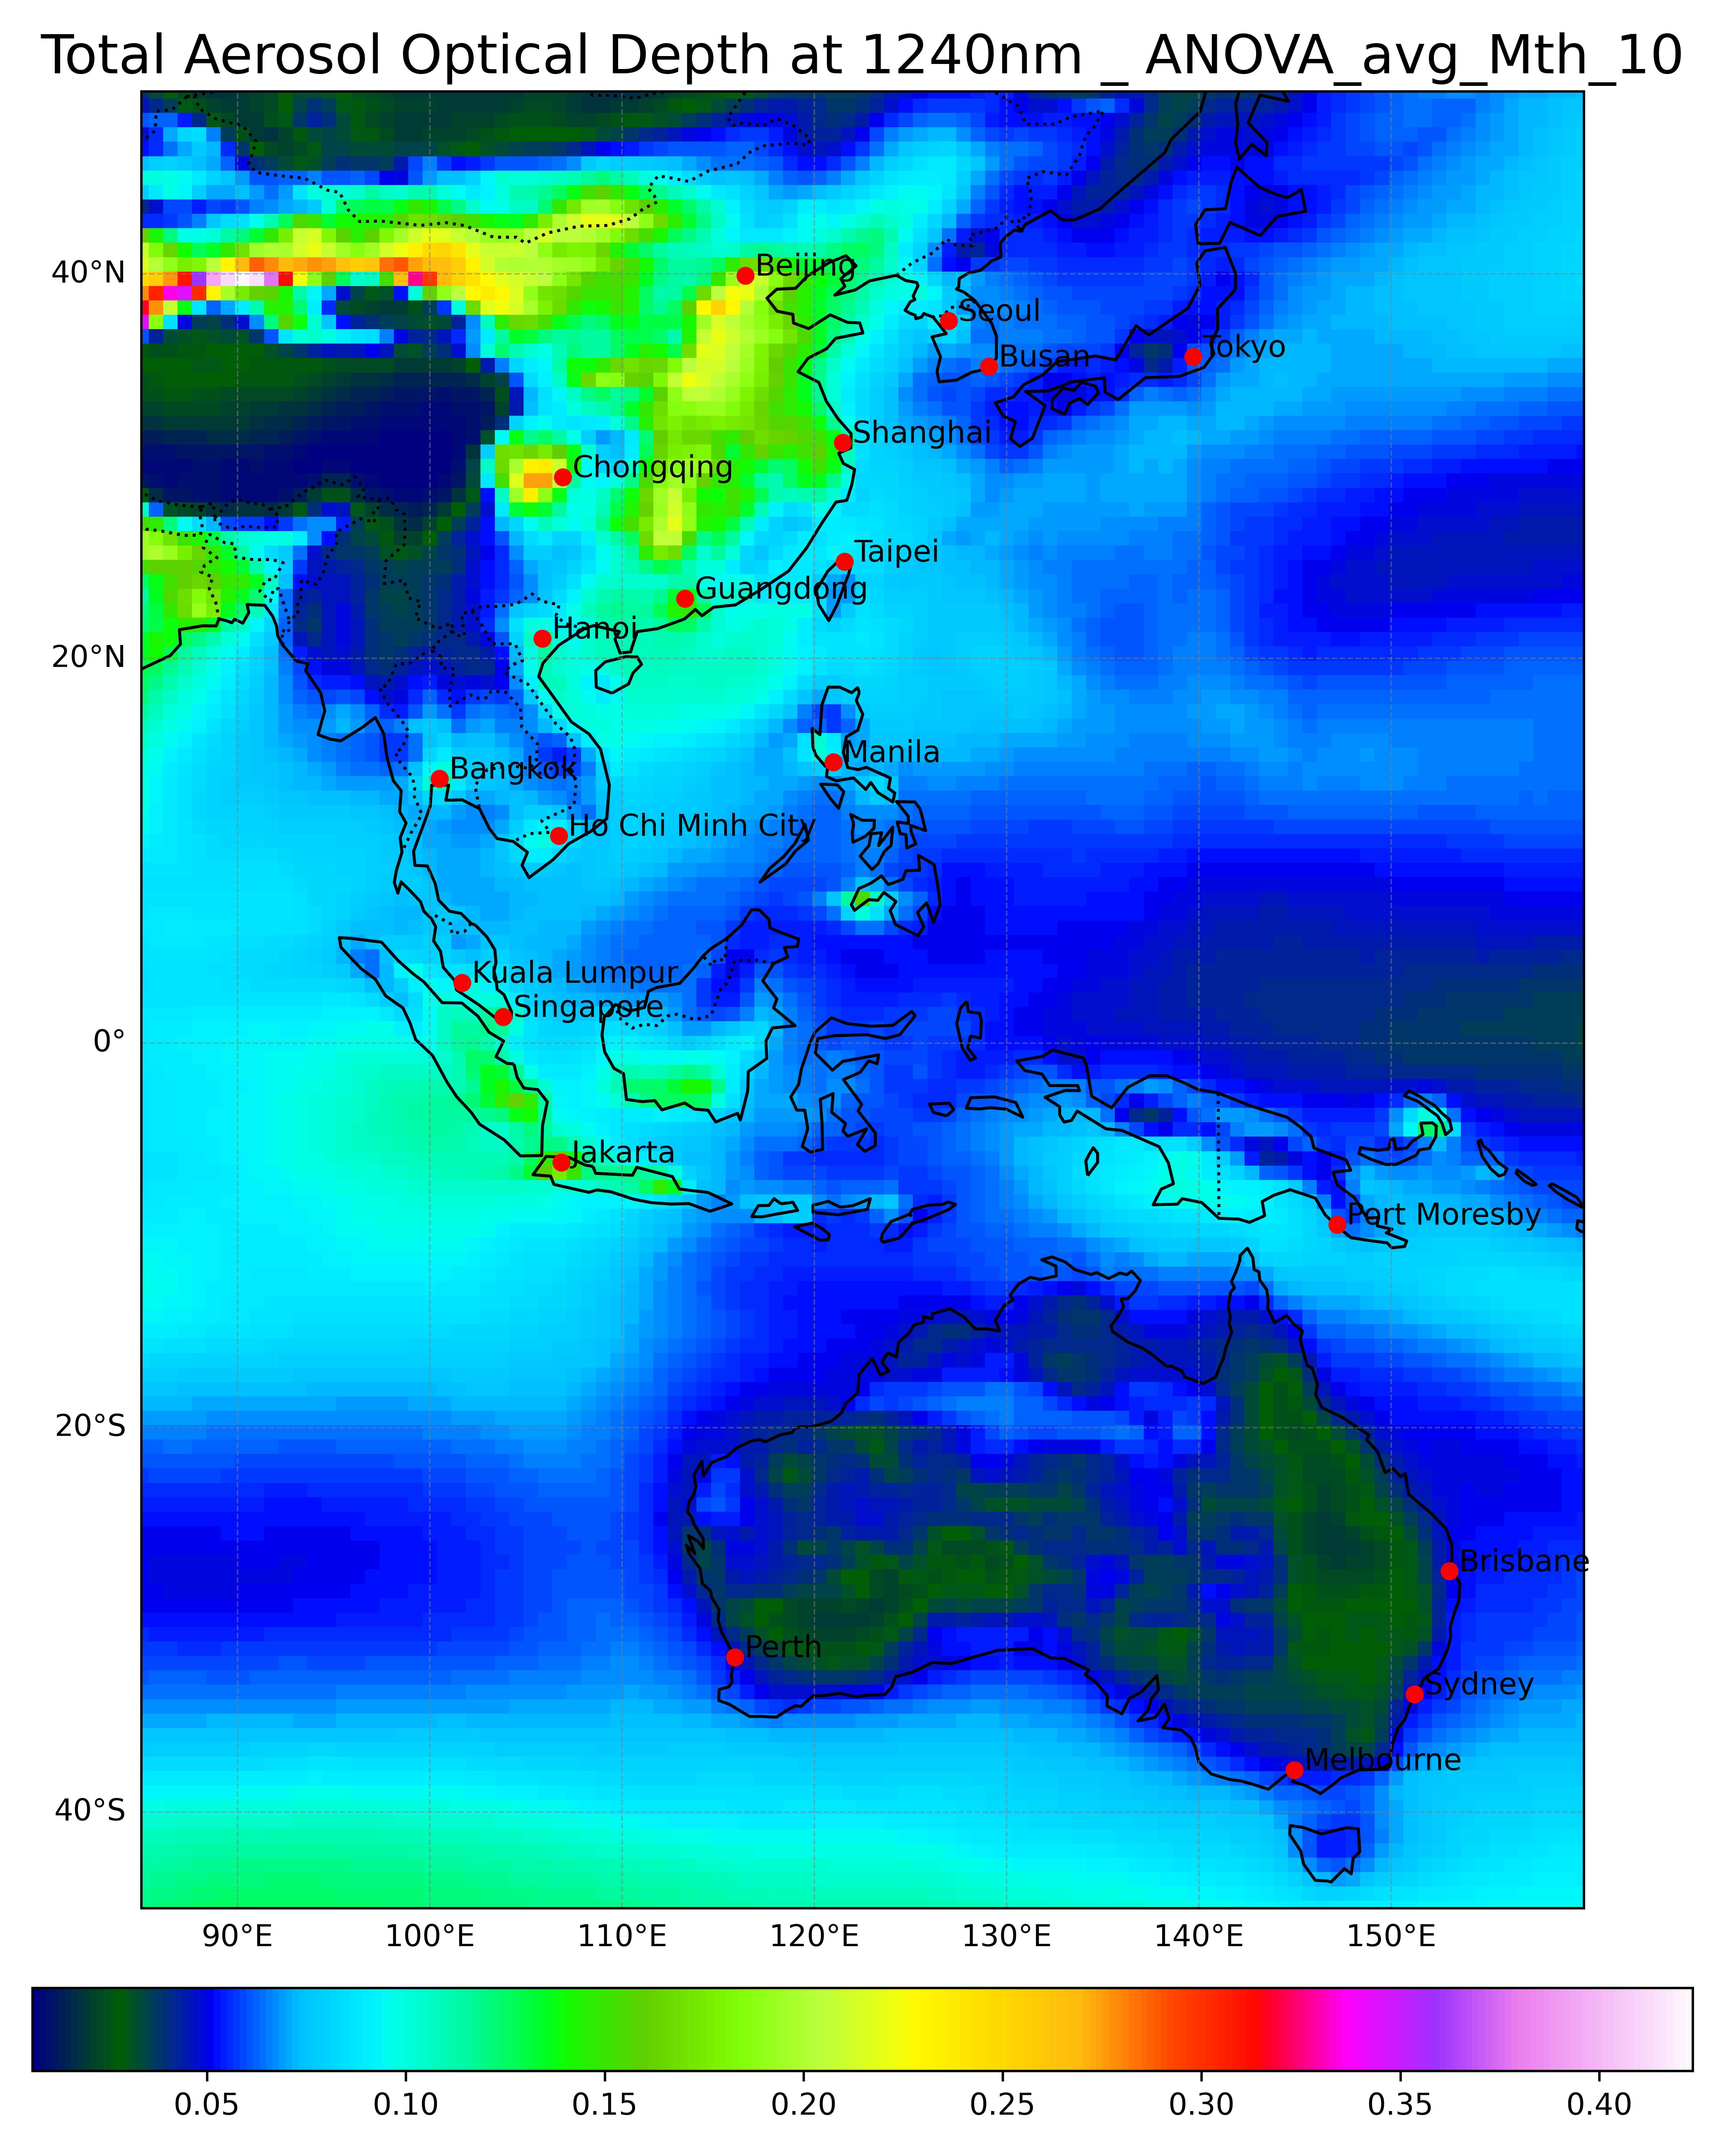 Total Aerosol Optical Depth at 1240nm _ ANOVA_avg_Mth_10
40°N
20°N
0°
20°S
40°S
Beijing
Seoul
Busan
Tokyo
Shanghai
Chongqing
Taipei
Guangdong
Hanoi
Manila
Bangkok
Ho Chi Minh City
Kuala Lumpur
Singapore
Jakarta
Port Moresby
Brisbane
Perth
Sydney
Melbourne
90°E 100°E 110°E 120°E 130°E 140°E 150°E
0.05 0.10 0.15 0.20 0.25 0.30 0.35 0.40